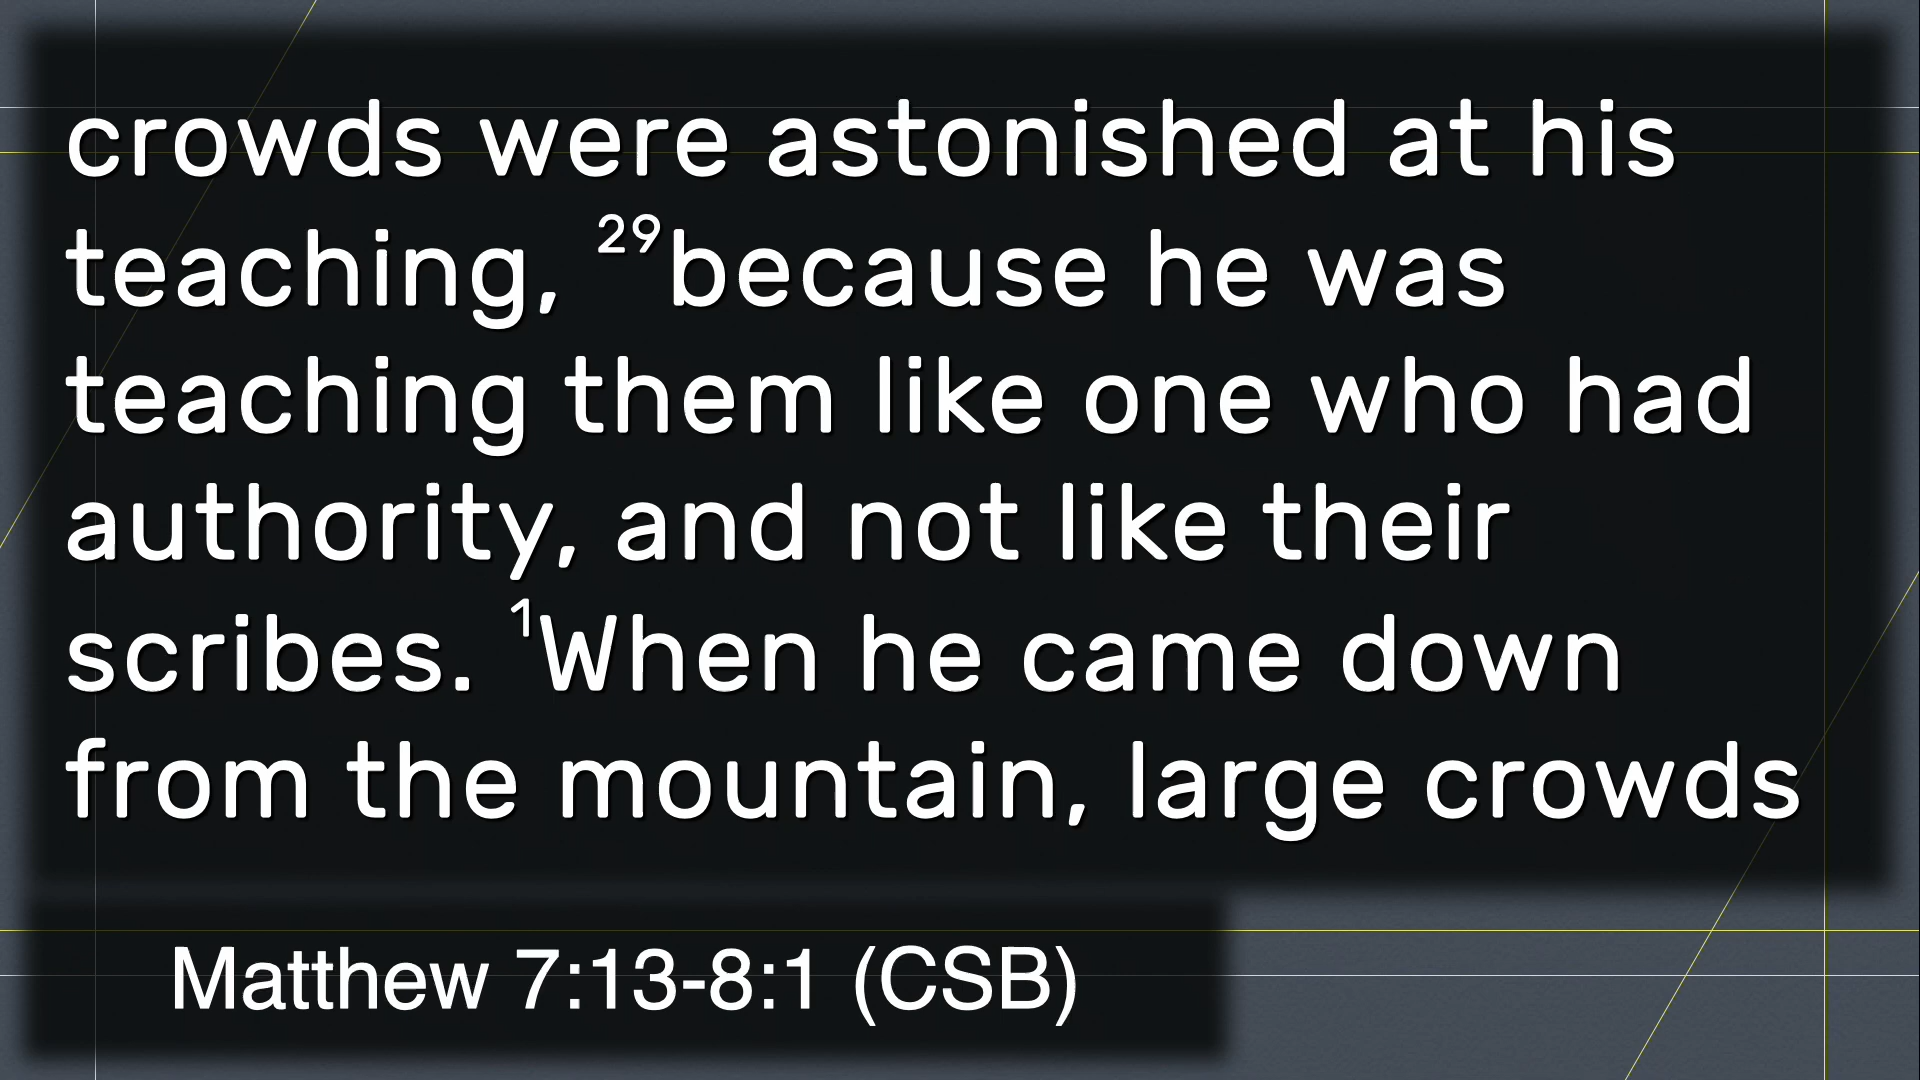 crowds were astonished at his
teaching, ²⁹because he was
teaching them like one who had
authority, and not like their
scribes. ¹When he came down
from the mountain, large crowds
Matthew 7:13-8:1 (CSB)